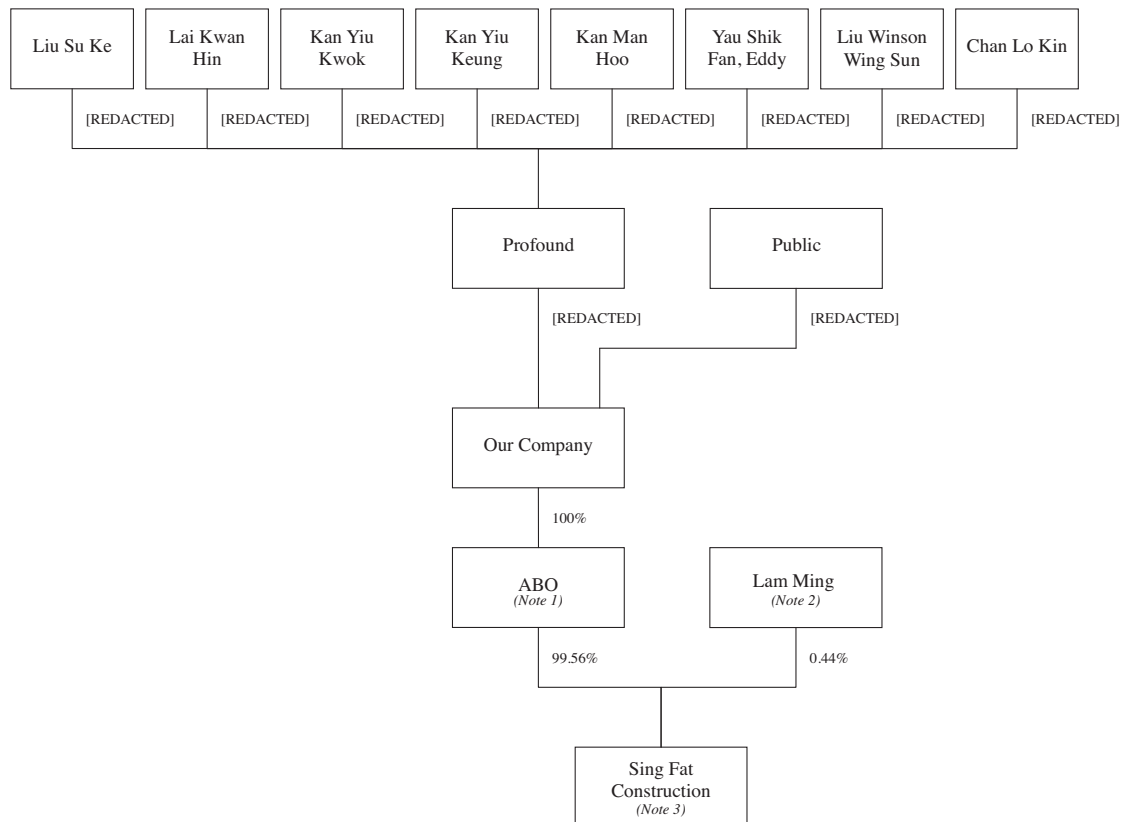 Liu Su Ke
Lai Kwan
Hin
Kan Yiu
Kwok
Kan Yiu
Keung
Kan Man
Hoo
Yau Shik
Fan, Eddy
Liu Winson
Wing Sun
Chan Lo Kin
[REDACTED]
[REDACTED]
[REDACTED]
[REDACTED]
[REDACTED]
[REDACTED]
[REDACTED]
[REDACTED]
Profound
Public
[REDACTED]
[REDACTED]
Our Company
100%
ABO
(Note 1)
Lam Ming
(Note 2)
99.56%
0.44%
Sing Fat
Construction
(Note 3)